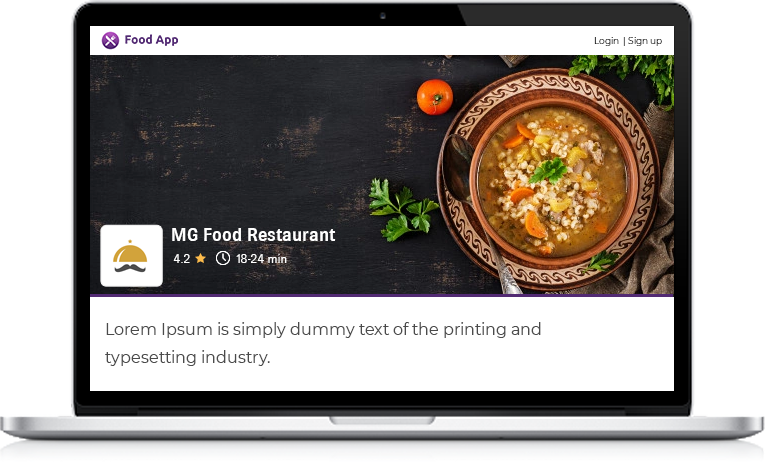 Food App
Login | Sign up
MG Food Restaurant
4.2 18-24 min
Lorem Ipsum is simply dummy text of the printing and
typesetting industry.